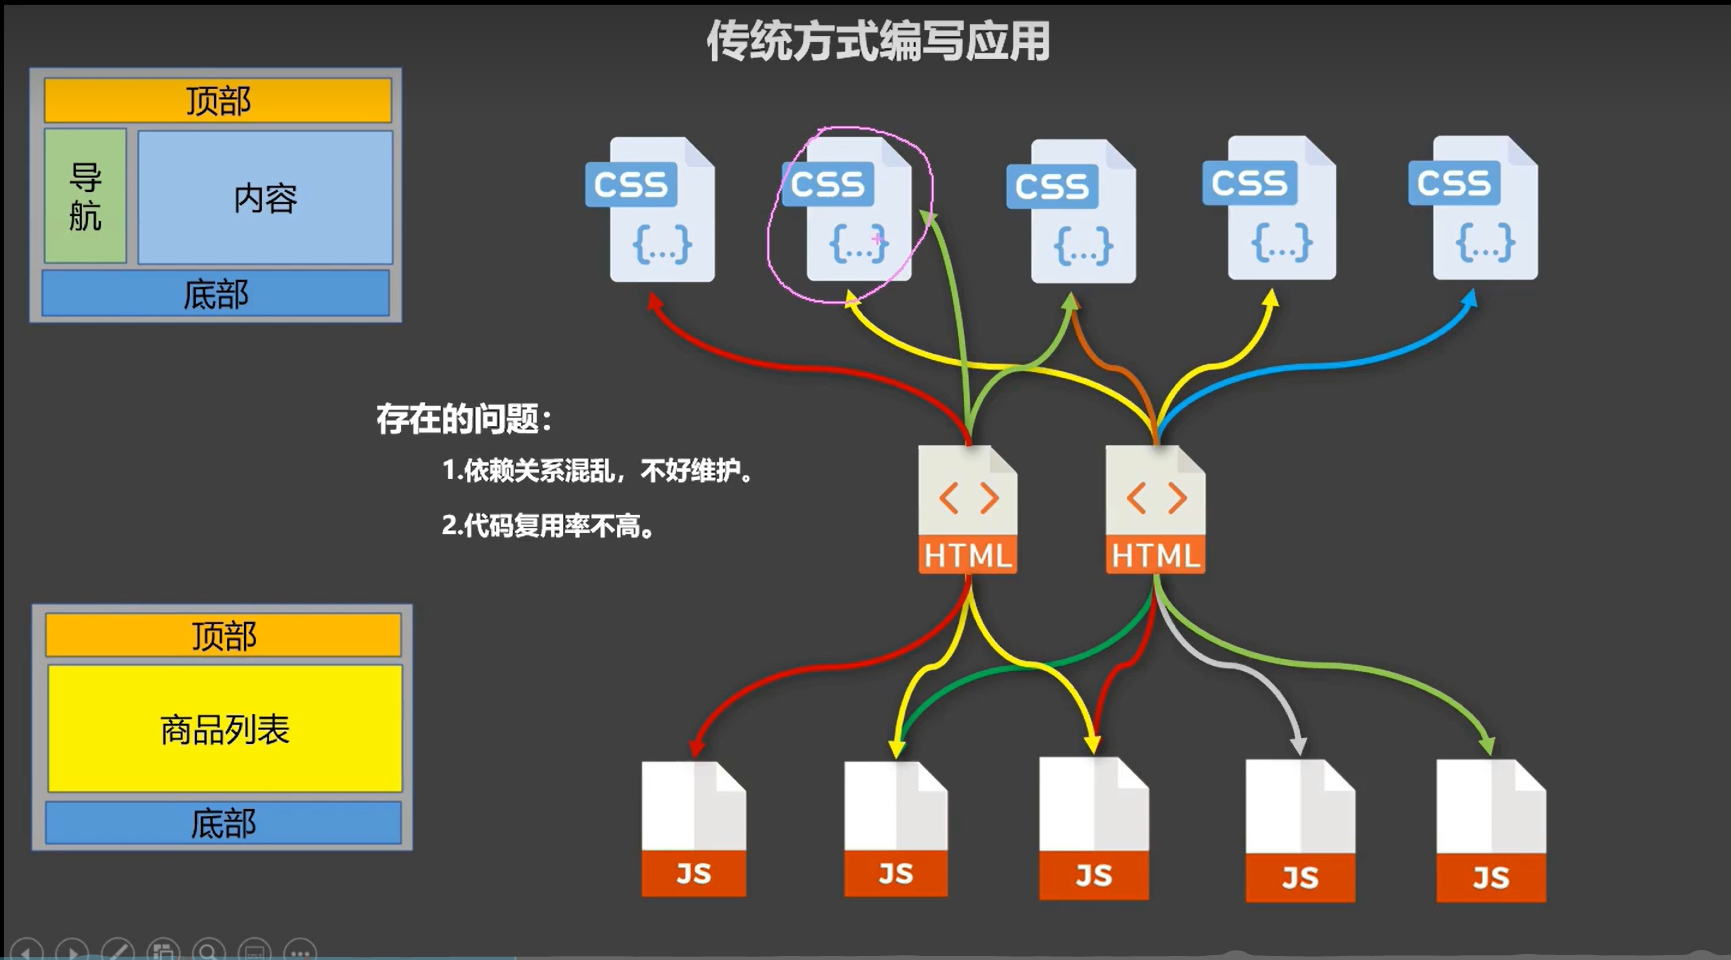 传统方式编写应用
顶部
导航
内容
底部
CSS
{...}
CSS
{...}
CSS
{...}
CSS
{...}
CSS
{...}
存在的问题：
1.依赖关系混乱，不好维护。
2.代码复用率不高。
< >
HTML
< >
HTML
顶部
商品列表
底部
JS
JS
JS
JS
JS